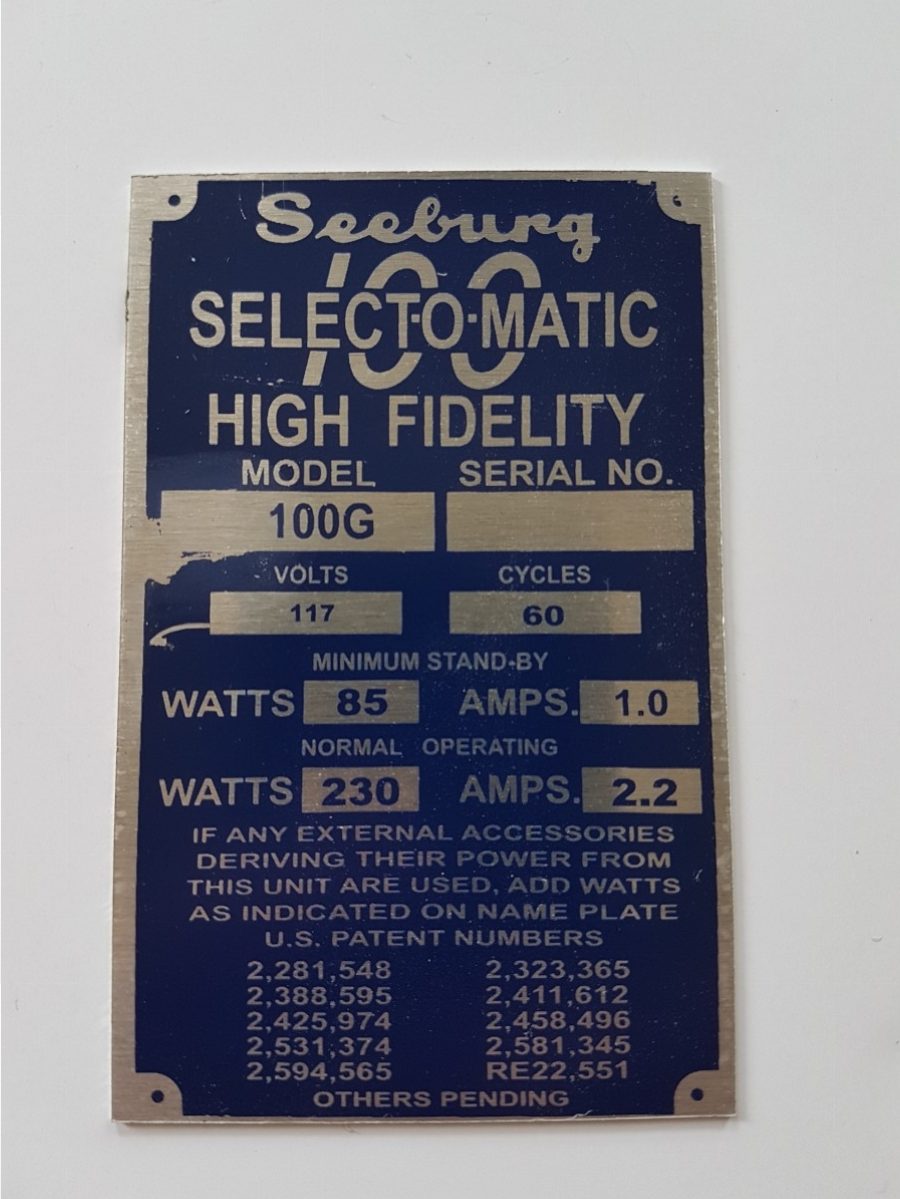 Seeburg
100
SELECT-O-MATIC
HIGH FIDELITY
MODEL SERIAL NO.
100G
VOLTS CYCLES
117 60
MINIMUM STAND-BY
WATTS 85 AMPS. 1.0
NORMAL OPERATING
WATTS 230 AMPS. 2.2
IF ANY EXTERNAL ACCESSORIES
DERIVING THEIR POWER FROM
THIS UNIT ARE USED, ADD WATTS
AS INDICATED ON NAME PLATE
U.S. PATENT NUMBERS
2,281,548 2,323,365
2,388,595 2,411,612
2,425,974 2,458,496
2,531,374 2,581,345
2,594,565 RE22,551
OTHERS PENDING